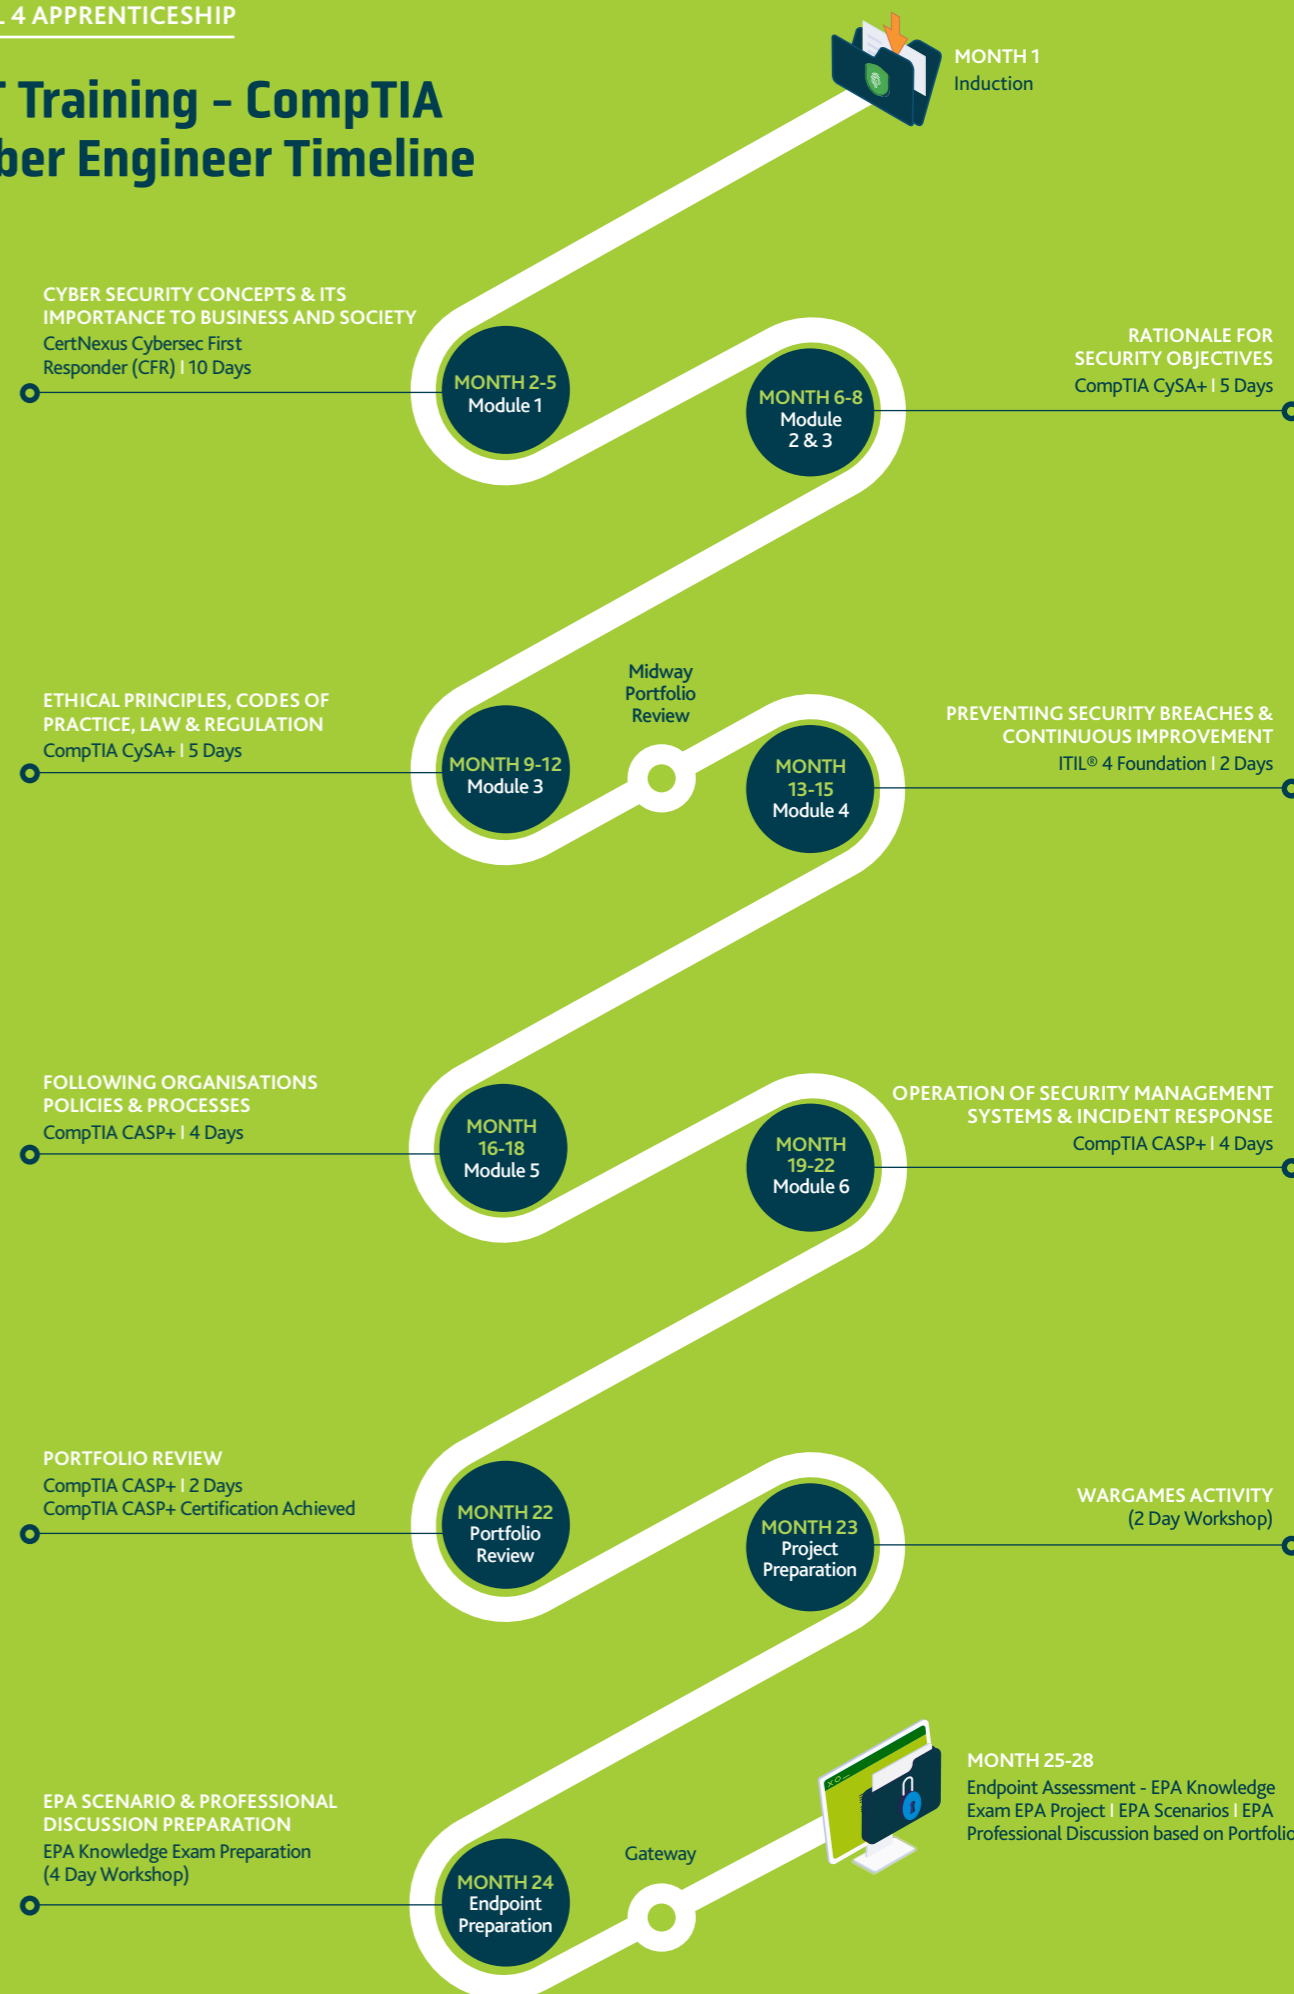 4 APPRENTICESHIP
Training - CompTIA
Engineer Timeline
MONTH 1
Induction
CYBER SECURITY CONCEPTS & ITS
IMPORTANCE TO BUSINESS AND SOCIETY
CertNexus Cybersec First
Responder (CFR) | 10 Days
MONTH 2-5
Module 1
MONTH 6-8
Module
2 & 3
RATIONALE FOR
SECURITY OBJECTIVES
CompTIA CySA+ | 5 Days
ETHICAL PRINCIPLES, CODES OF
PRACTICE, LAW & REGULATION
CompTIA CySA+ | 5 Days
MONTH 9-12
Module 3
Midway
Portfolio
Review
MONTH
13-15
Module 4
PREVENTING SECURITY BREACHES &
CONTINUOUS IMPROVEMENT
ITIL® 4 Foundation | 2 Days
FOLLOWING ORGANISATIONS
POLICIES & PROCESSES
CompTIA CASP+ | 4 Days
MONTH
16-18
Module 5
MONTH
19-22
Module 6
OPERATION OF SECURITY MANAGEMENT
SYSTEMS & INCIDENT RESPONSE
CompTIA CASP+ | 4 Days
PORTFOLIO REVIEW
CompTIA CASP+ | 2 Days
CompTIA CASP+ Certification Achieved
MONTH 22
Portfolio
Review
MONTH 23
Project
Preparation
WARGAMES ACTIVITY
(2 Day Workshop)
EPA SCENARIO & PROFESSIONAL
DISCUSSION PREPARATION
EPA Knowledge Exam Preparation
(4 Day Workshop)
MONTH 24
Endpoint
Preparation
Gateway
MONTH 25-28
Endpoint Assessment - EPA Knowledge
Exam EPA Project | EPA Scenarios | EPA
Professional Discussion based on Portfolio